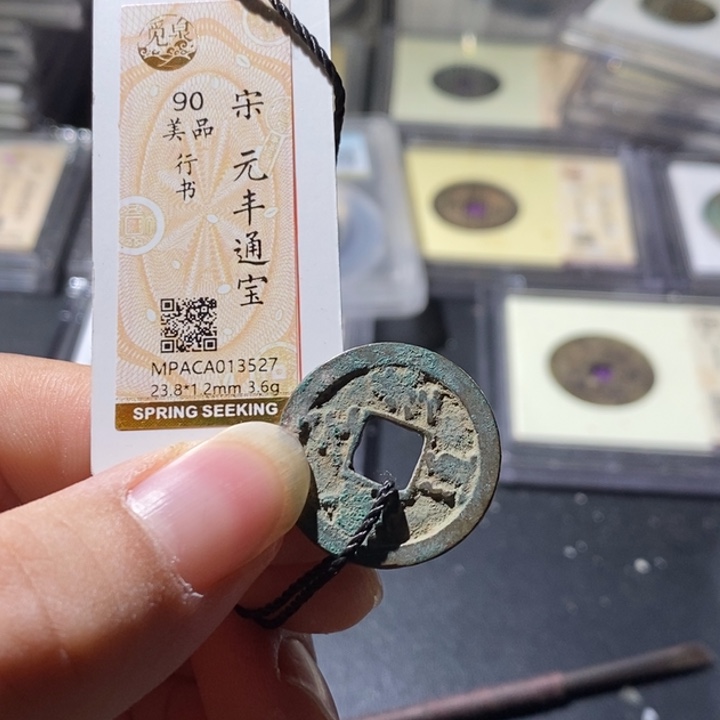 觅泉
90
美品
行书
宋 元丰通宝
MPACA013527
23.8*1.2mm 3.6g
SPRING SEEKING